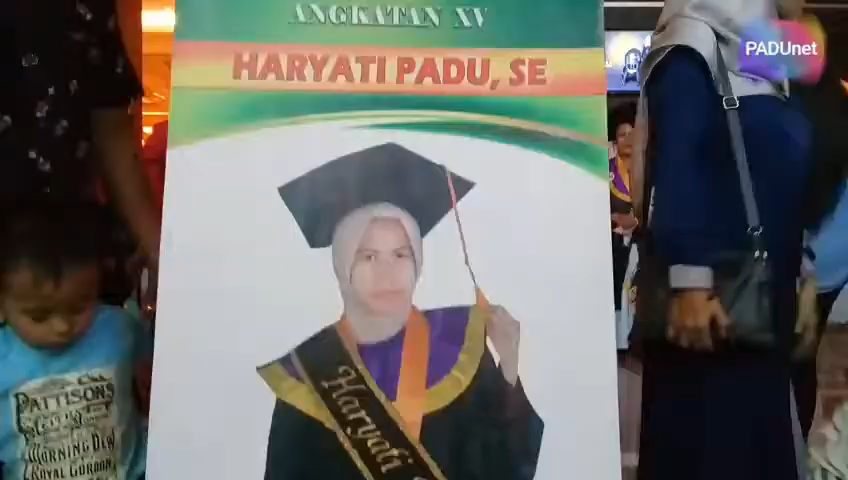 ANGKATAN XV
PADUnet
HARYATI PADU, SE
Haryati
PATTISONS
MORNING DEW
ROYAL GORDON